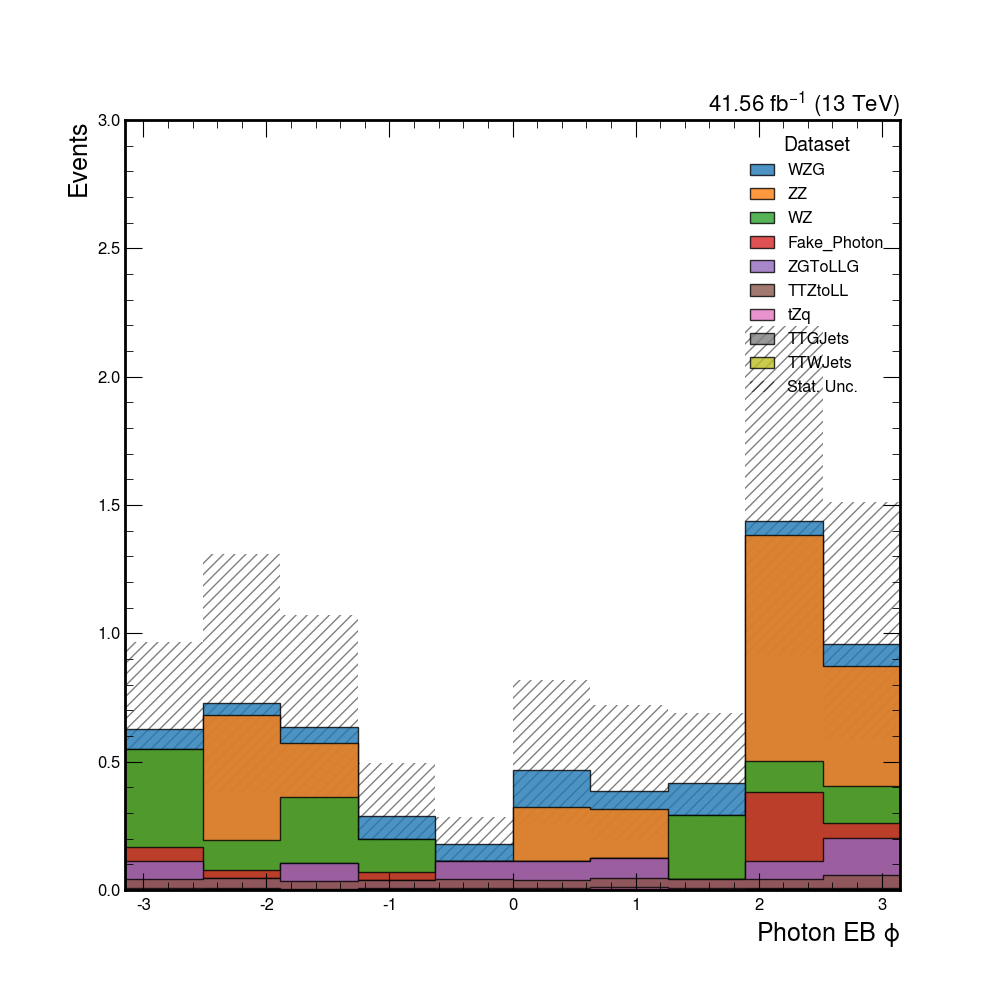 41.56 fb⁻¹ (13 TeV)
Events
3.0
2.5
2.0
1.5
1.0
0.5
0.0
Dataset
WZG
ZZ
WZ
Fake_Photon
ZGToLLG
TTZtoLL
tZq
TTGJets
TTWJets
Stat. Unc.
-3 -2 -1 0 1 2 3
Photon EB ϕ